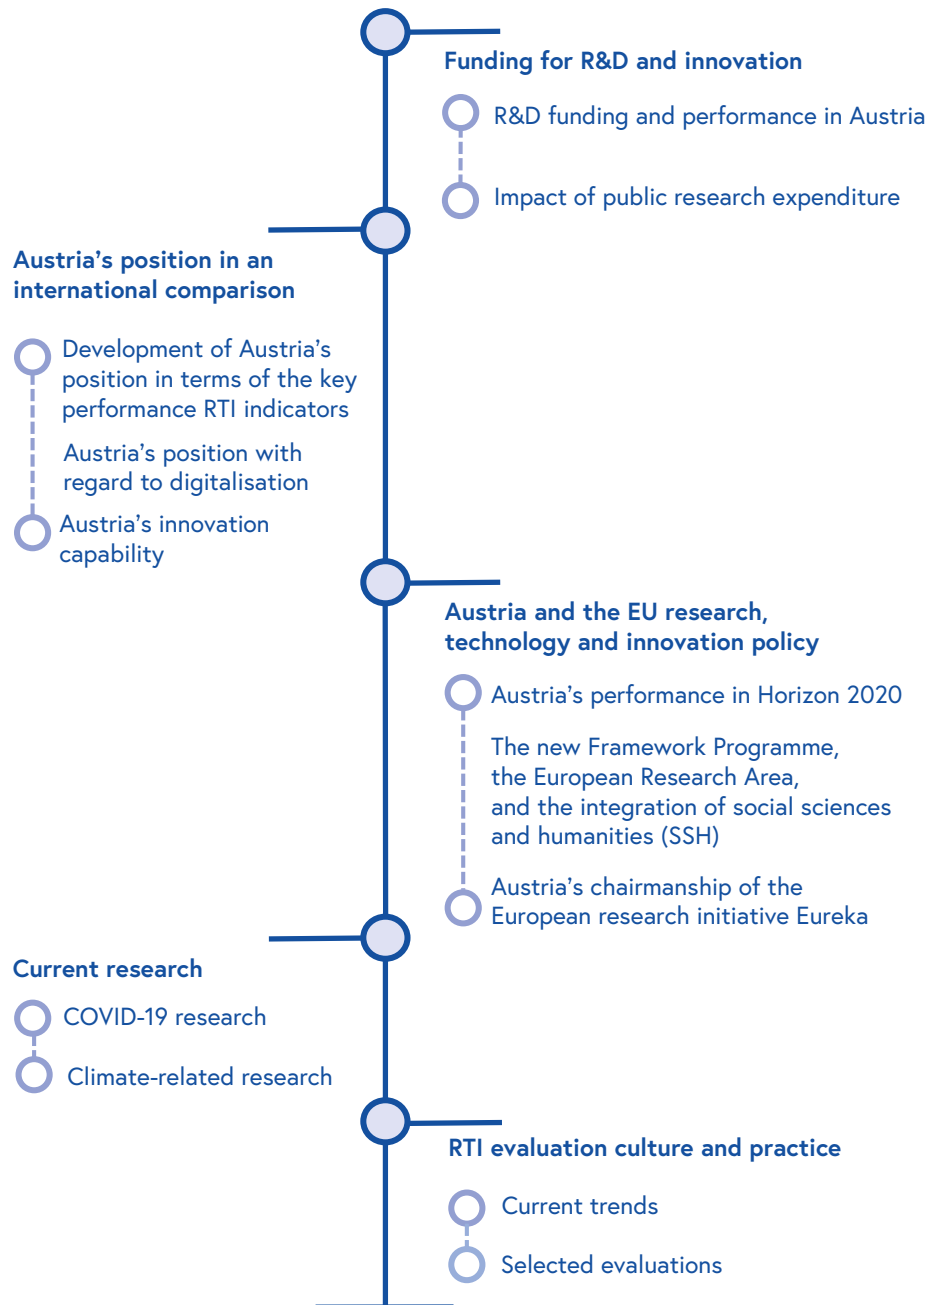 Funding for R&D and innovation
R&D funding and performance in Austria
Impact of public research expenditure
Austria's position in an
international comparison
Development of Austria's
position in terms of the key
performance RTI indicators
Austria's position with
regard to digitalisation
Austria's innovation
capability
Austria and the EU research,
technology and innovation policy
Austria's performance in Horizon 2020
The new Framework Programme,
the European Research Area,
and the integration of social sciences
and humanities (SSH)
Austria's chairmanship of the
European research initiative Eureka
Current research
COVID-19 research
Climate-related research
RTI evaluation culture and practice
Current trends
Selected evaluations